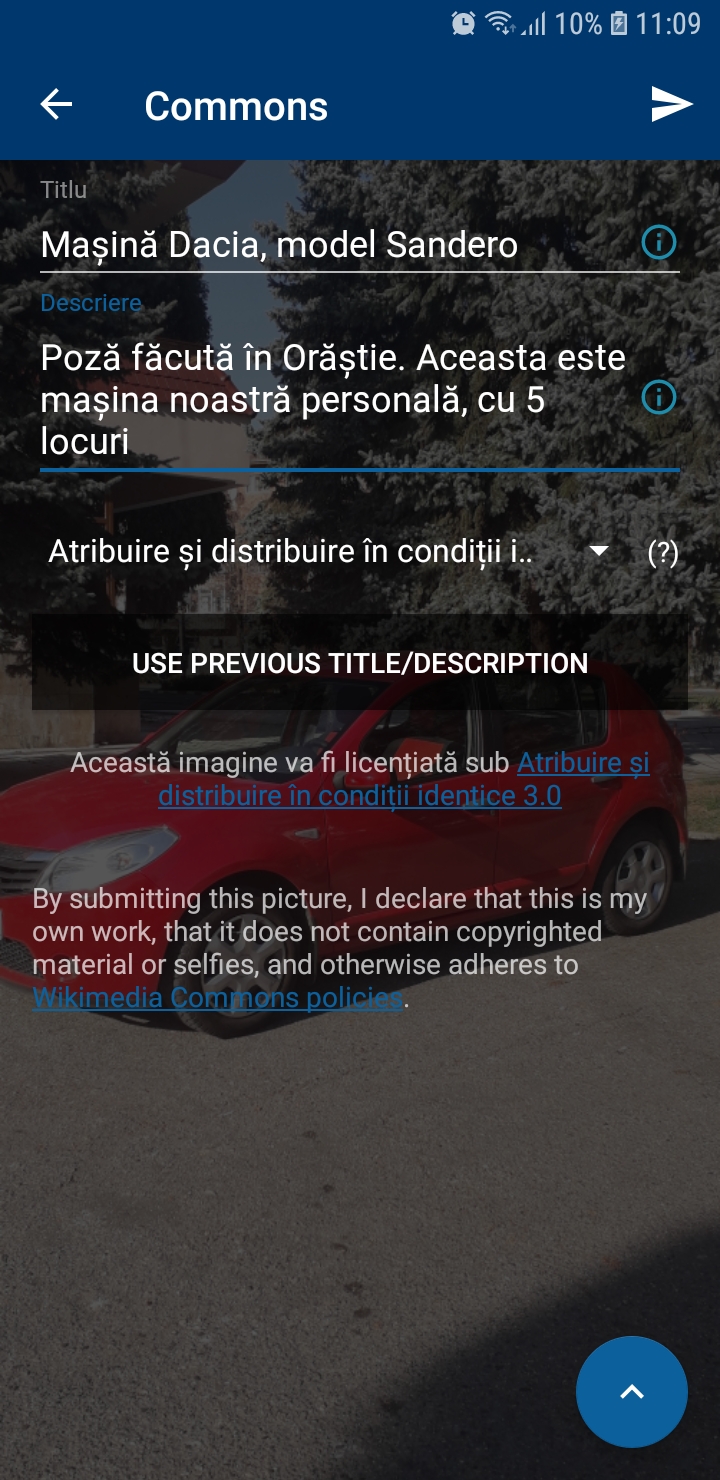 10% 11:09
Commons
Titlu
Mașină Dacia, model Sandero
Descriere
Poză făcută în Orăștie. Aceasta este
mașina noastră personală, cu 5
locuri
Atribuire și distribuire în condiții i..
(?)
USE PREVIOUS TITLE/DESCRIPTION
Această imagine va fi licențiată sub Atribuire și
distribuire în condiții identice 3.0
By submitting this picture, I declare that this is my
own work, that it does not contain copyrighted
material or selfies, and otherwise adheres to
Wikimedia Commons policies.